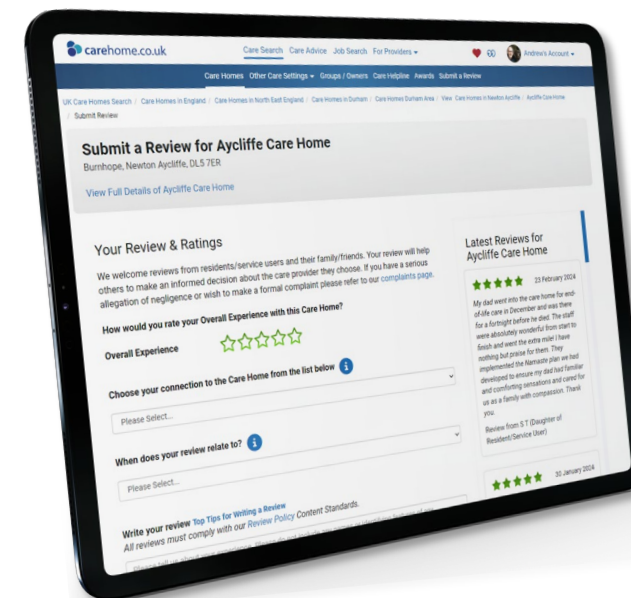 carehome.co.uk
Care Search Care Advice Job Search For Providers
Andrew's Account
Care Homes Other Care Settings Groups / Owners Care Helpline Awards Submit a Review
UK Care Homes Search / Care Homes in England / Care Homes in North East England / Care Homes in Durham / Care Homes Durham Area / View Care Homes in Newton Aycliffe / Aycliffe Care Home
/ Submit Review
Submit a Review for Aycliffe Care Home
Burnhope, Newton Aycliffe, DL5 7ER
View Full Details of Aycliffe Care Home
Your Review & Ratings
We welcome reviews from residents/service users and their family/friends. Your review will help
others to make an informed decision about the care provider they choose. If you have a serious
allegation of negligence or wish to make a formal complaint please refer to our complaints page.
How would you rate your Overall Experience with this Care Home?
Overall Experience
Choose your connection to the Care Home from the list below
Please Select...
When does your review relate to?
Please Select...
Write your review Top Tips for Writing a Review
All reviews must comply with our Review Policy Content Standards.
Please tell us about your experience.
Latest Reviews for
Aycliffe Care Home
23 February 2024
My dad went into the care home for end-
of-life care in December and was there
for a fortnight before he died. The staff
were absolutely wonderful from start to
finish and went the extra mile! I have
nothing but praise for them. They
implemented the Namaste plan we had
developed to ensure my dad had familiar
and comforting sensations and cared for
us as a family with compassion. Thank
you.
Review from S T (Daughter of
Resident/Service User)
30 January 2024